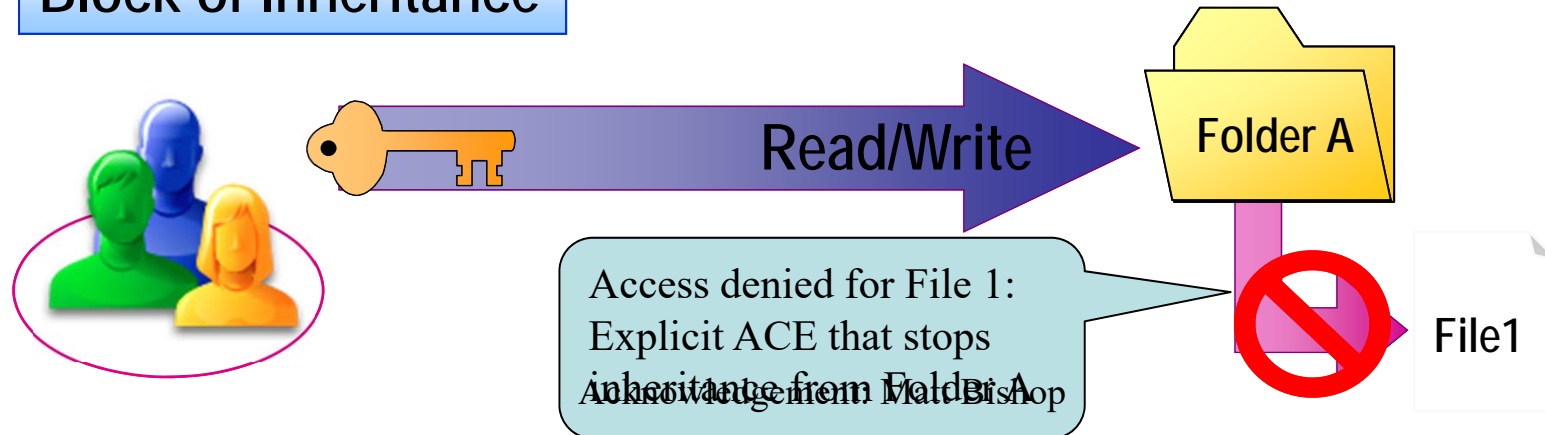 Block of Inheritance
Read/Write
Folder A
Access denied for File 1:
Explicit ACE that stops
inheritance from Folder A
Acknowledgement: Matt Bishop
File1